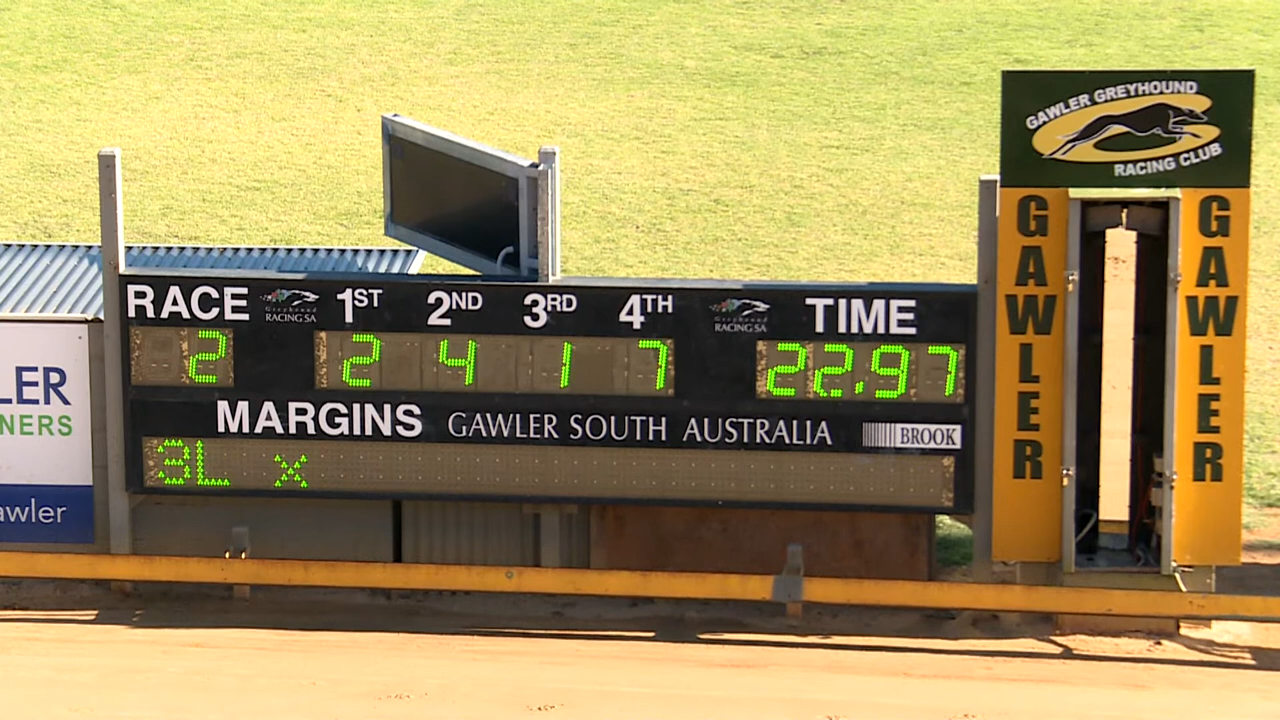 GAWLER GREYHOUND
RACING CLUB
GAWLER
GAWLER
RACE
Greyhound
RACING SA
1ST
2ND
3RD
4TH
Greyhound
RACING SA
TIME
2
2
4
1
7
22.97
MARGINS
GAWLER SOUTH AUSTRALIA
BROOK
3L x
LER
NERS
awler